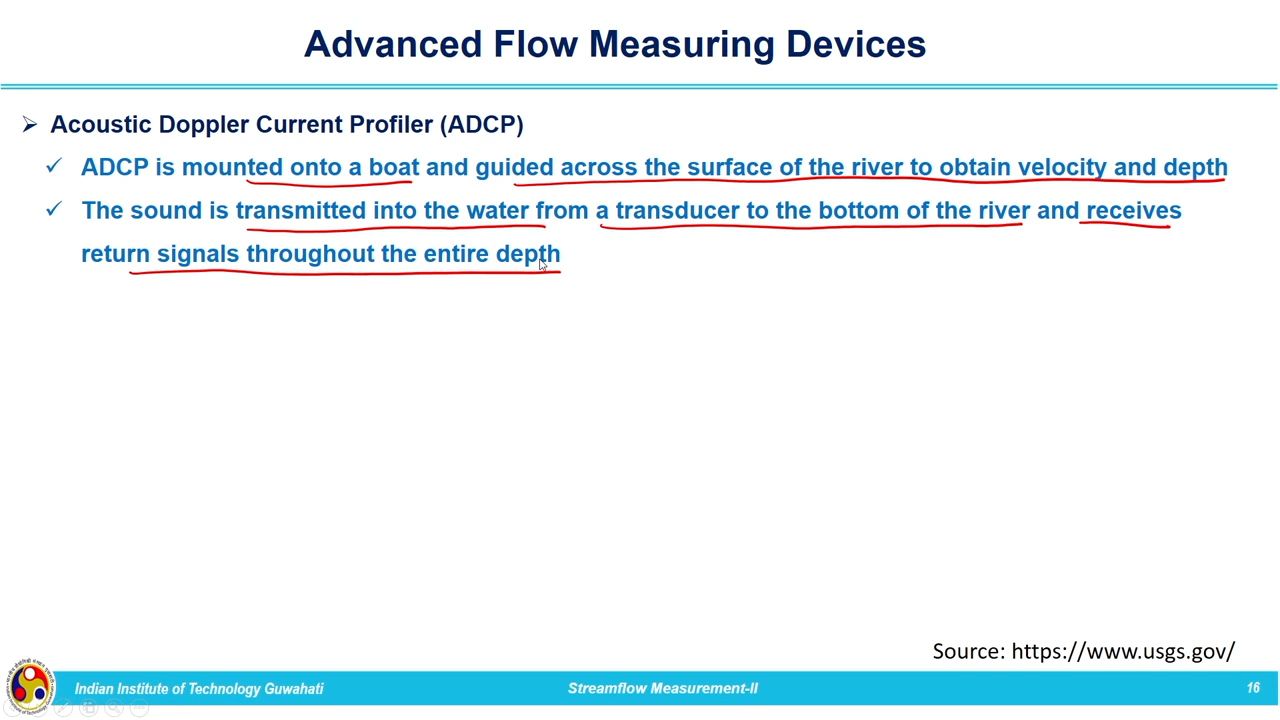 Advanced Flow Measuring Devices
Acoustic Doppler Current Profiler (ADCP)
ADCP is mounted onto a boat and guided across the surface of the river to obtain velocity and depth
The sound is transmitted into the water from a transducer to the bottom of the river and receives
return signals throughout the entire depth
Source: https://www.usgs.gov/
Indian Institute of Technology Guwahati
Streamflow Measurement-II
16